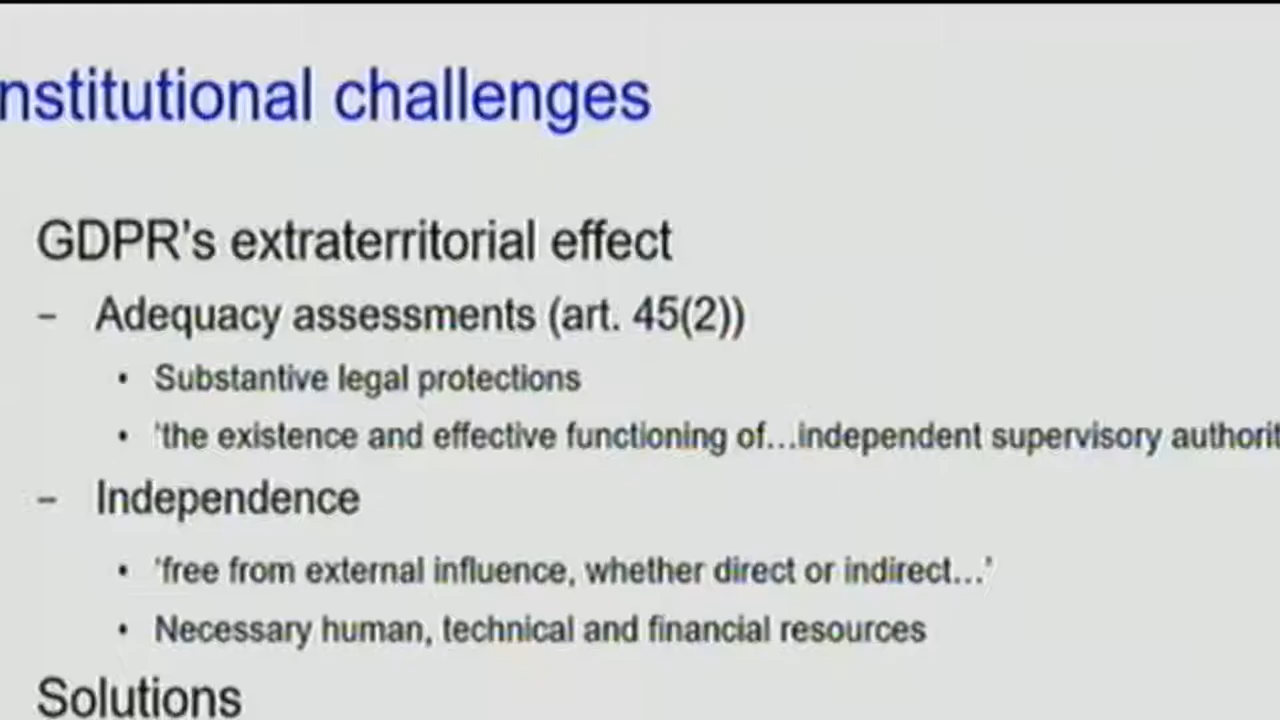 nstitutional challenges
GDPR's extraterritorial effect
– Adequacy assessments (art. 45(2))
• Substantive legal protections
• 'the existence and effective functioning of…independent supervisory authorit
– Independence
• 'free from external influence, whether direct or indirect…'
• Necessary human, technical and financial resources
Solutions